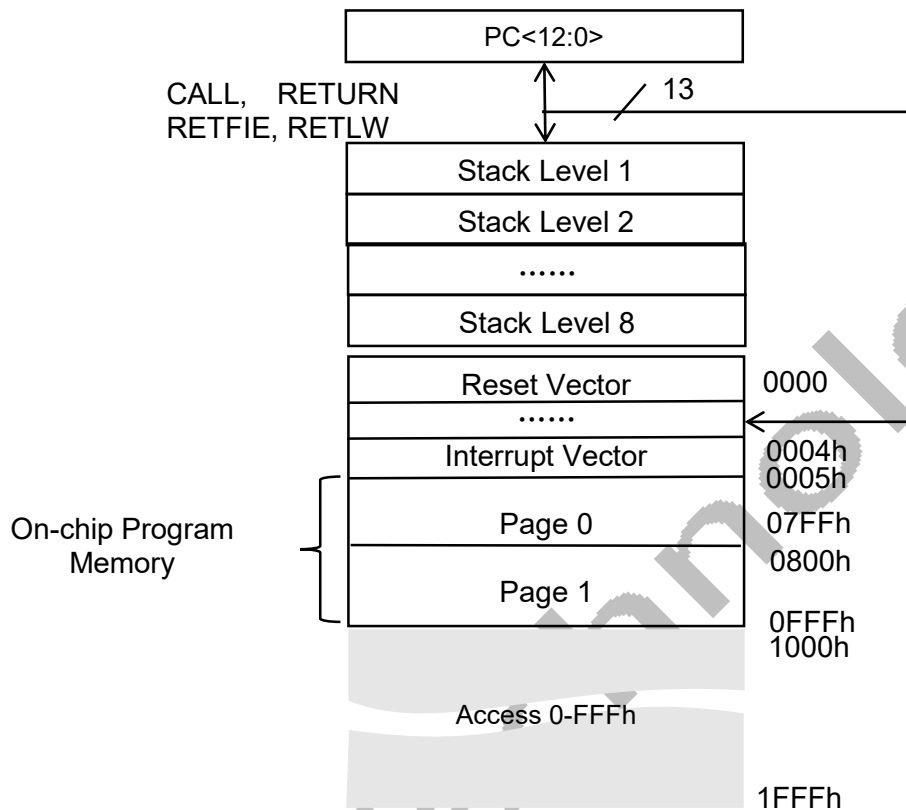 PC<12:0>
CALL, RETURN
RETFIE, RETLW
13
Stack Level 1
Stack Level 2
......
Stack Level 8
Reset Vector
0000
......
Interrupt Vector
0004h
0005h
On-chip Program
Memory
Page 0
07FFh
0800h
Page 1
0FFFh
1000h
Access 0-FFFh
1FFFh